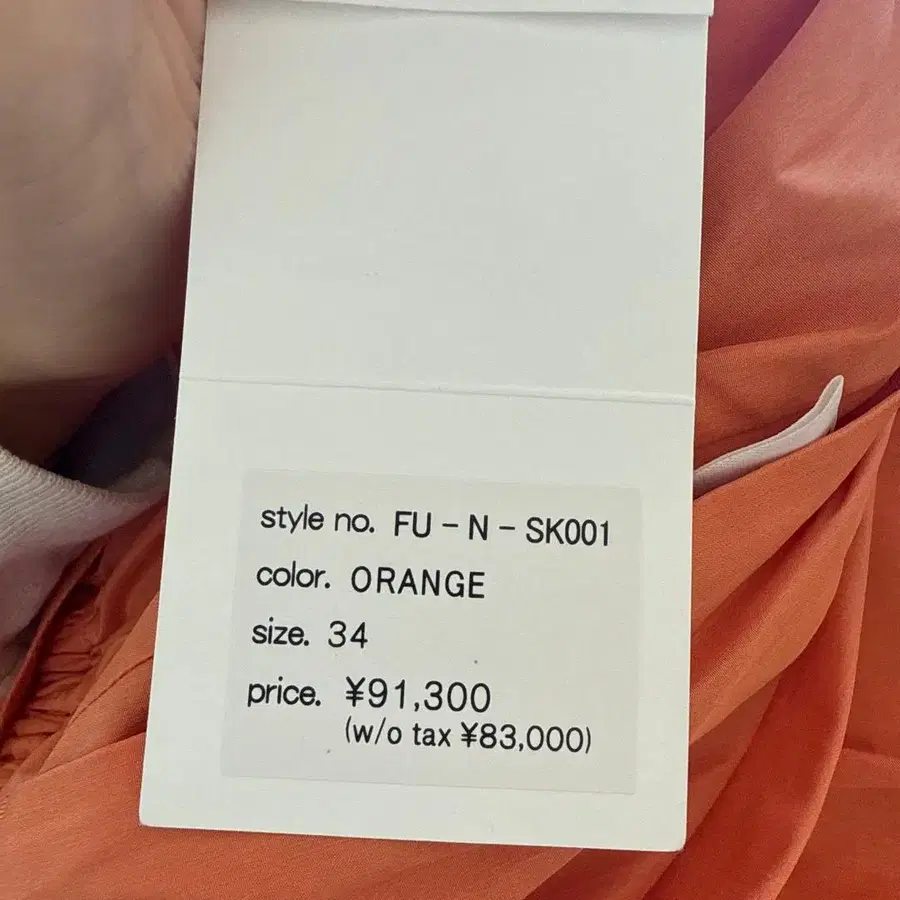 style no. FU - N - SK001
color. ORANGE
size. 34
price. ¥91,300
(w/o tax ¥83,000)